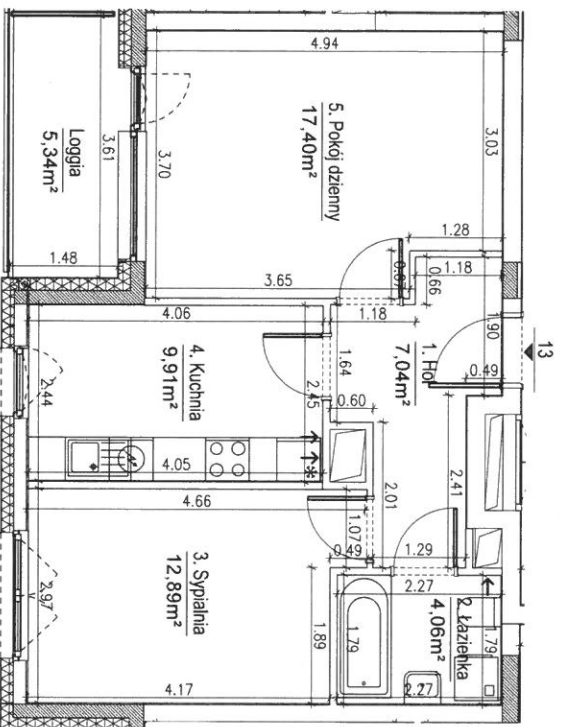 4.94
5. Pokój dzienny
17,40m²
3.03
3.70
3.61
Loggia
5,34m²
1.48
1.28
1.18
0.66
0.87
3.65
4.06
1.18
1.90
13
0.49
1. Hol
7,04m²
1.64
2.45
0.60
4. Kuchnia
9,91m²
2.44
4.05
4.66
2.01
2.41
1.07
0.49
1.29
3. Sypialnia
12,89m²
2.97
1.89
4.17
2.27
2. Łazienka
4,06m²
1.79
1.79
2.27